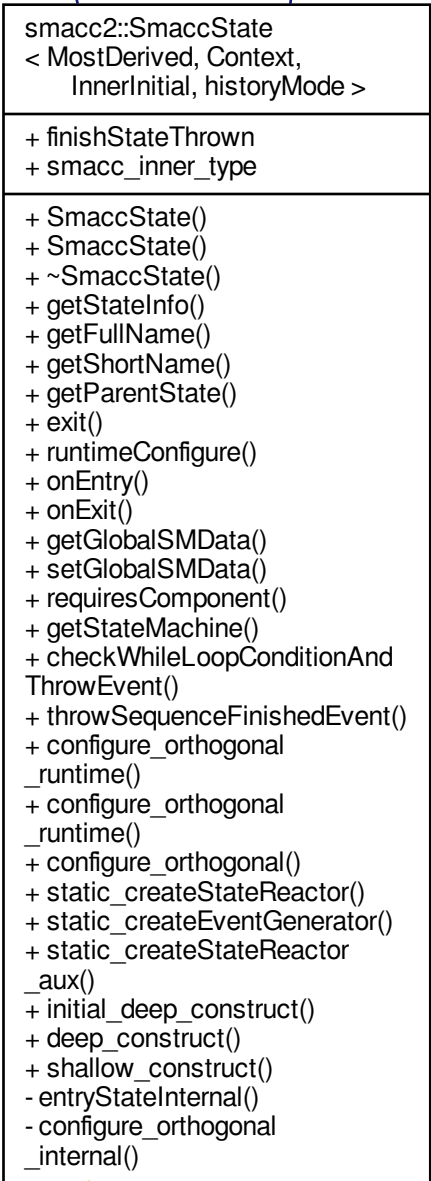 smacc2::SmaccState
< MostDerived, Context,
InnerInitial, historyMode >
+ finishStateThrown
+ smacc_inner_type
+ SmaccState()
+ SmaccState()
+ ~SmaccState()
+ getStateInfo()
+ getFullName()
+ getShortName()
+ getParentState()
+ exit()
+ runtimeConfigure()
+ onEntry()
+ onExit()
+ getGlobalSMData()
+ setGlobalSMData()
+ requiresComponent()
+ getStateMachine()
+ checkWhileLoopConditionAnd
ThrowEvent()
+ throwSequenceFinishedEvent()
+ configure_orthogonal
_runtime()
+ configure_orthogonal
_runtime()
+ configure_orthogonal()
+ static_createStateReactor()
+ static_createEventGenerator()
+ static_createStateReactor
_aux()
+ initial_deep_construct()
+ deep_construct()
+ shallow_construct()
- entryStateInternal()
- configure_orthogonal
_internal()